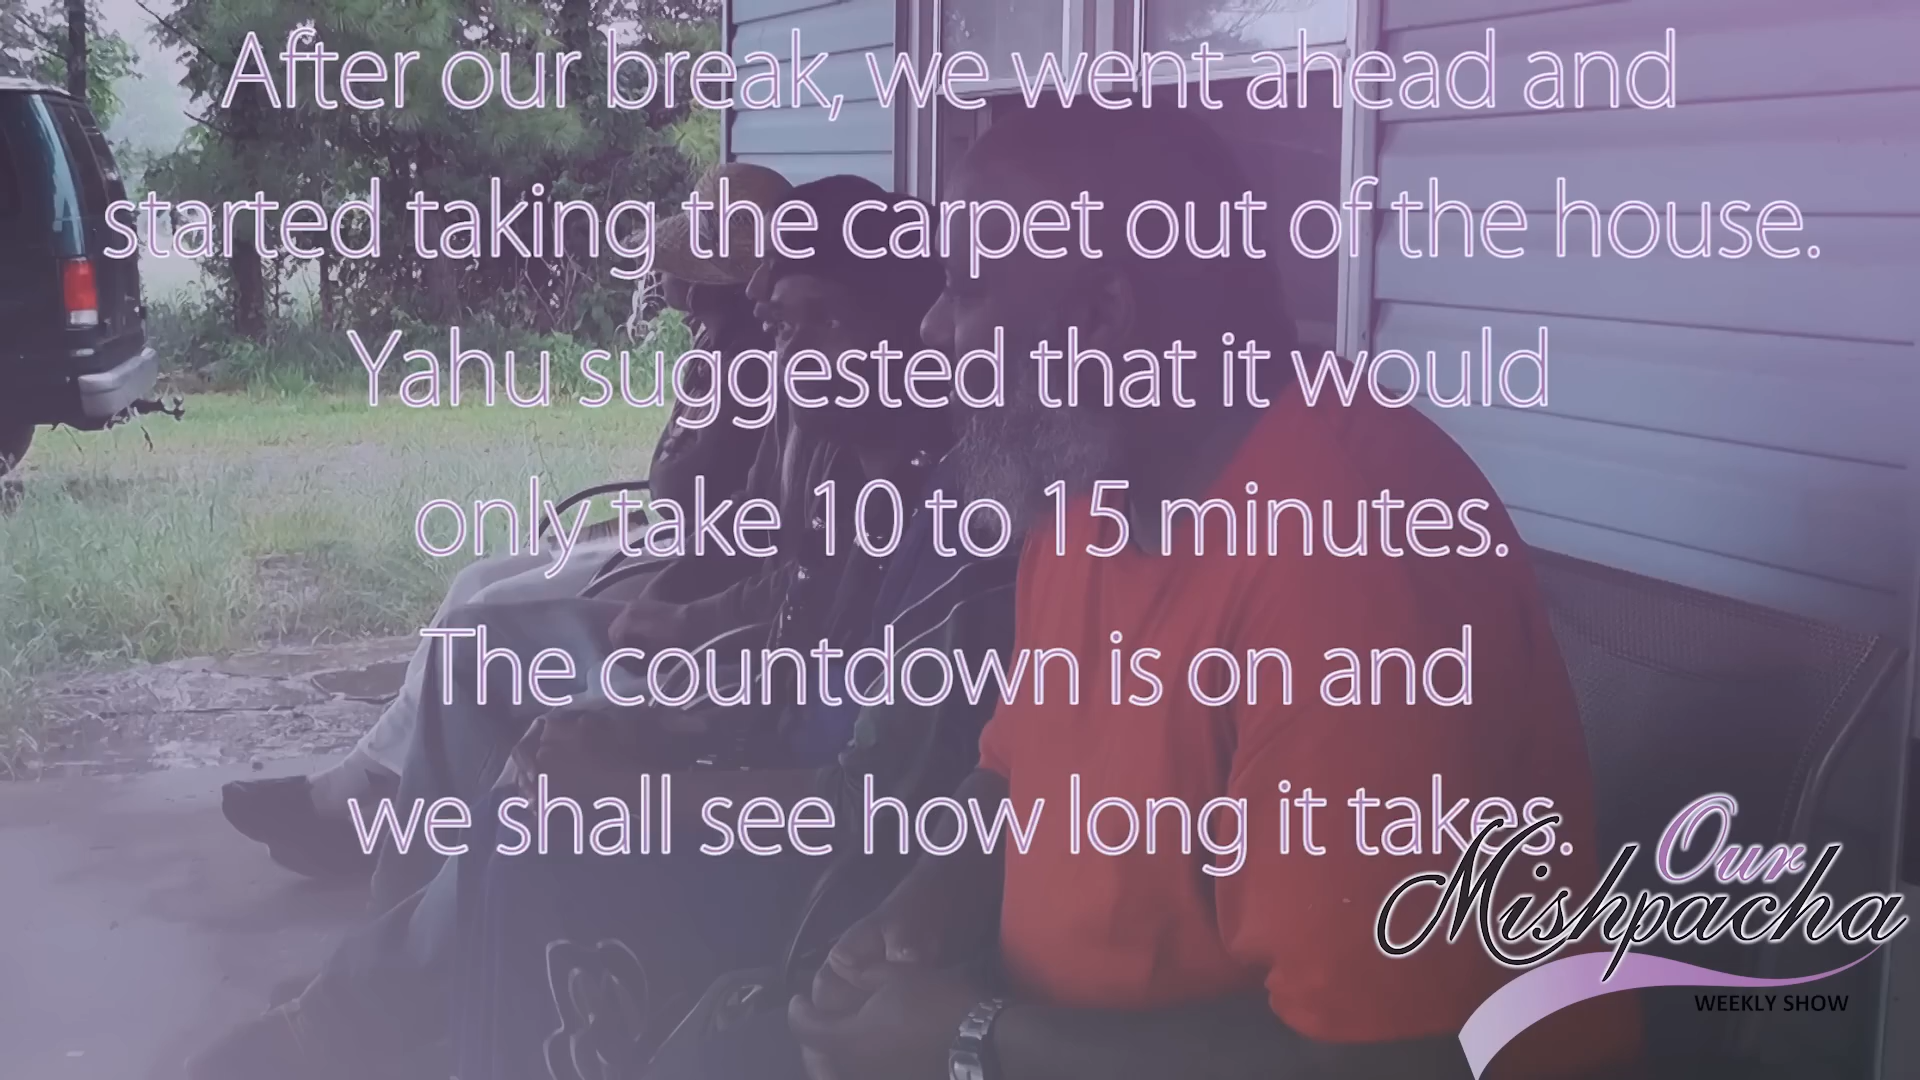 After our break, we went ahead and
started taking the carpet out of the house.
Yahu suggested that it would
only take 10 to 15 minutes.
The countdown is on and
we shall see how long it takes.
Our
Mishpacha
WEEKLY SHOW